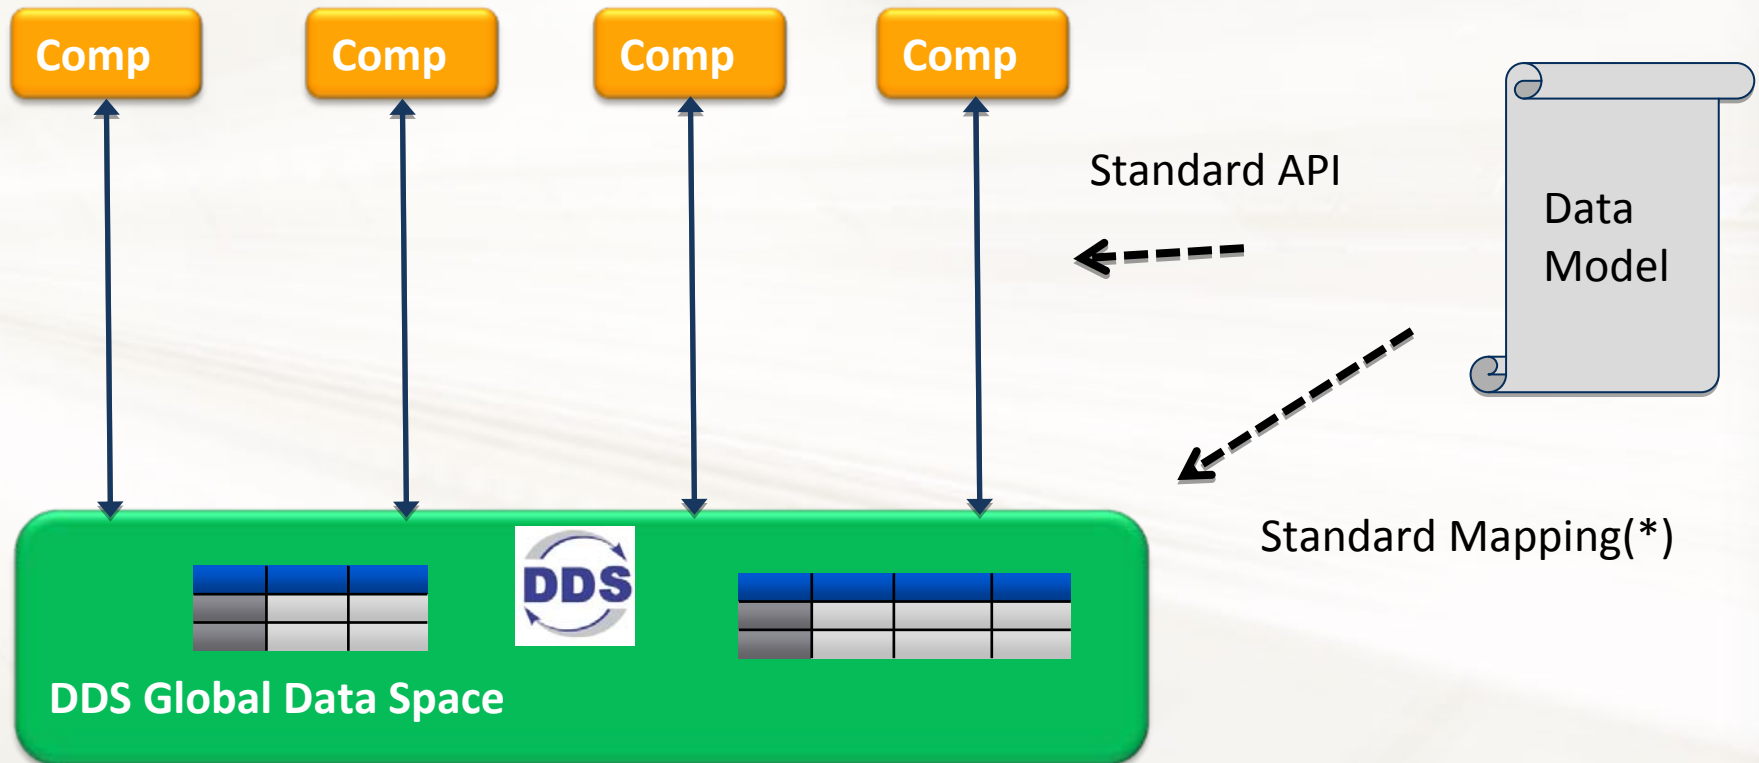 Comp
Comp
Comp
Comp
Standard API
Data
Model
Standard Mapping(*)
DDS
DDS Global Data Space